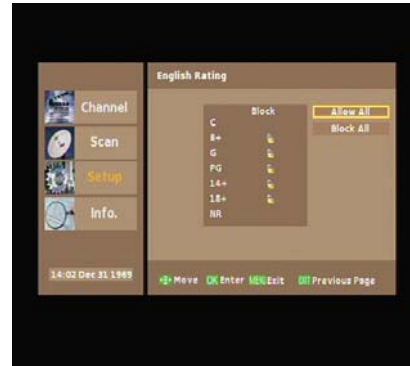 English Rating
Channel
Scan
Setup
Info.
14:02 Dec 31 1989
Block
C
8+
G
PG
14+
18+
NR
Allow All
Block All
Move OK Enter MENU Exit EXIT Previous Page